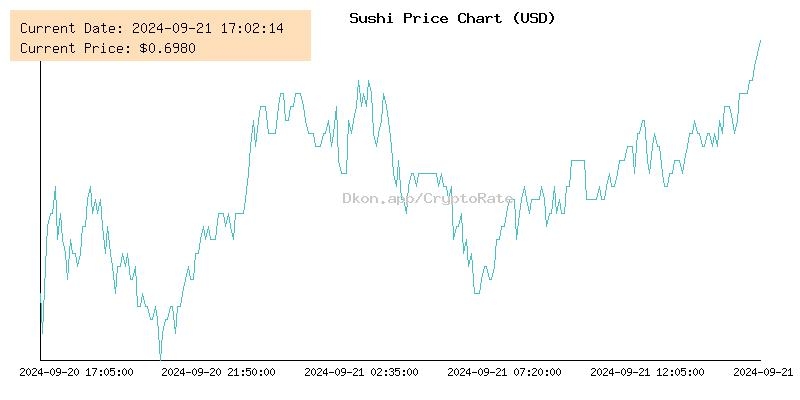 Sushi Price Chart (USD)
Current Date: 2024-09-21 17:02:14
Current Price: $0.6980
Dkon.app/CryptoRate
2024-09-20 17:05:00 2024-09-20 21:50:00 2024-09-21 02:35:00 2024-09-21 07:20:00 2024-09-21 12:05:00 2024-09-21